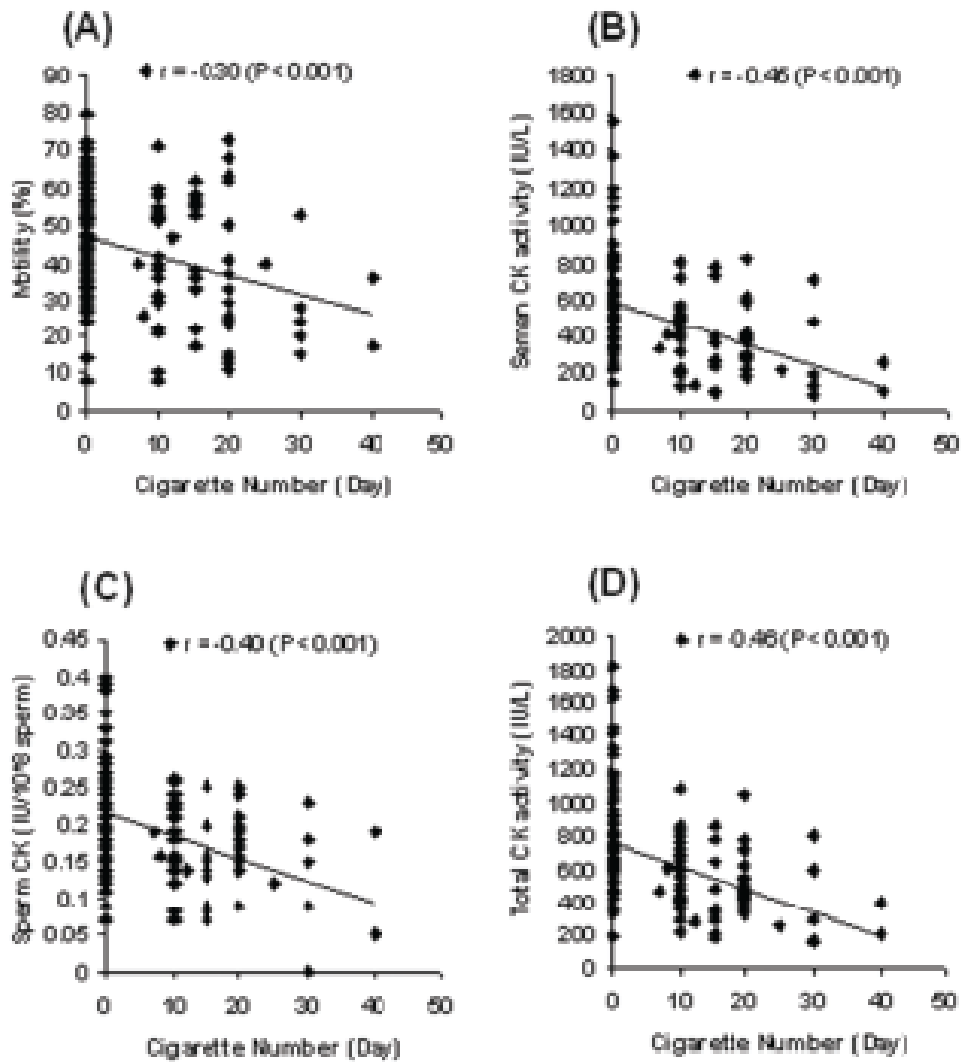 (A)
r = -0.30 (P < 0.001)
90
80
70
60
50
40
30
20
10
0
Motility (%)
0 10 20 30 40 50
Cigarette Number (Day)
(B)
r = -0.46 (P < 0.001)
1800
1600
1400
1200
1000
800
600
400
200
0
Semen CK activity (IU/L)
0 10 20 30 40 50
Cigarette Number (Day)
(C)
r = -0.40 (P < 0.001)
0.45
0.4
0.35
0.3
0.25
0.2
0.15
0.1
0.05
0
Sperm CK (IU/10*8 sperm)
0 10 20 30 40 50
Cigarette Number (Day)
(D)
r = -0.46 (P < 0.001)
2000
1800
1600
1400
1200
1000
800
600
400
200
0
Total CK activity (IU/L)
0 10 20 30 40 50
Cigarette Number (Day)